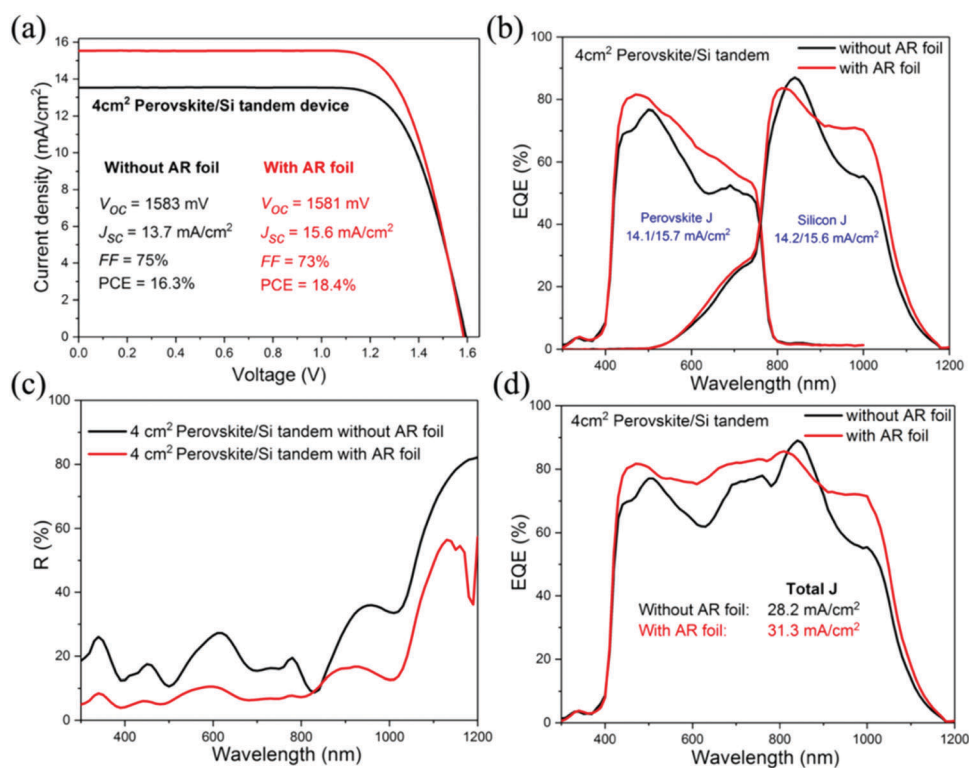 (a)
16
14
12
10
8
6
4
2
0
Current density (mA/cm²)
4cm² Perovskite/Si tandem device
Without AR foil
With AR foil
VOC = 1583 mV
VOC = 1581 mV
JSC = 13.7 mA/cm²
JSC = 15.6 mA/cm²
FF = 75%
FF = 73%
PCE = 16.3%
PCE = 18.4%
0.0 0.2 0.4 0.6 0.8 1.0 1.2 1.4 1.6
Voltage (V)
(b)
100
80
60
40
20
0
EQE (%)
4cm² Perovskite/Si tandem
without AR foil
with AR foil
Perovskite J
14.1/15.7 mA/cm²
Silicon J
14.2/15.6 mA/cm²
400 600 800 1000 1200
Wavelength (nm)
(c)
100
80
60
40
20
0
R (%)
4 cm² Perovskite/Si tandem without AR foil
4 cm² Perovskite/Si tandem with AR foil
400 600 800 1000 1200
Wavelength (nm)
(d)
100
80
60
40
20
0
EQE (%)
4cm² Perovskite/Si tandem
without AR foil
with AR foil
Total J
Without AR foil: 28.2 mA/cm²
With AR foil: 31.3 mA/cm²
400 600 800 1000 1200
Wavelength (nm)